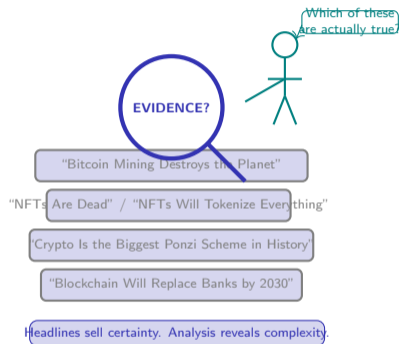 Which of these
are actually true?
EVIDENCE?
“Bitcoin Mining Destroys the Planet”
“NFTs Are Dead” / “NFTs Will Tokenize Everything”
“Crypto Is the Biggest Ponzi Scheme in History”
“Blockchain Will Replace Banks by 2030”
Headlines sell certainty. Analysis reveals complexity.